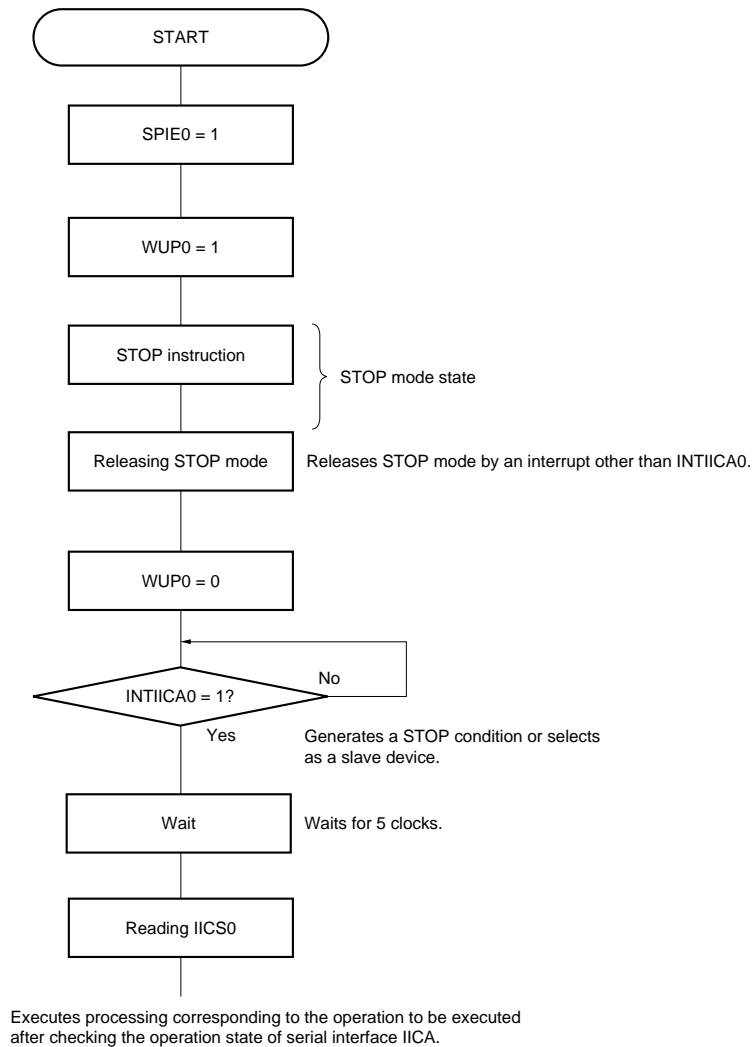 START
SPIE0 = 1
WUP0 = 1
STOP instruction
STOP mode state
Releasing STOP mode
Releases STOP mode by an interrupt other than INTIICA0.
WUP0 = 0
No
INTIICA0 = 1?
Yes
Generates a STOP condition or selects
as a slave device.
Wait
Waits for 5 clocks.
Reading IICS0
Executes processing corresponding to the operation to be executed
after checking the operation state of serial interface IICA.